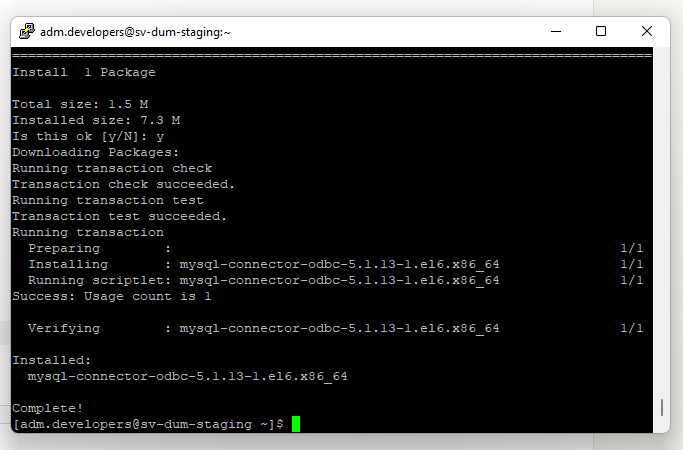 adm.developers@sv-dum-staging:~
================================================================================
Install  1 Package

Total size: 1.5 M
Installed size: 7.3 M
Is this ok [y/N]: y
Downloading Packages:
Running transaction check
Transaction check succeeded.
Running transaction test
Transaction test succeeded.
Running transaction
  Preparing        :                                                        1/1
  Installing       : mysql-connector-odbc-5.1.13-1.el6.x86_64               1/1
  Running scriptlet: mysql-connector-odbc-5.1.13-1.el6.x86_64               1/1
Success: Usage count is 1

  Verifying        : mysql-connector-odbc-5.1.13-1.el6.x86_64               1/1

Installed:
  mysql-connector-odbc-5.1.13-1.el6.x86_64

Complete!
[adm.developers@sv-dum-staging ~]$